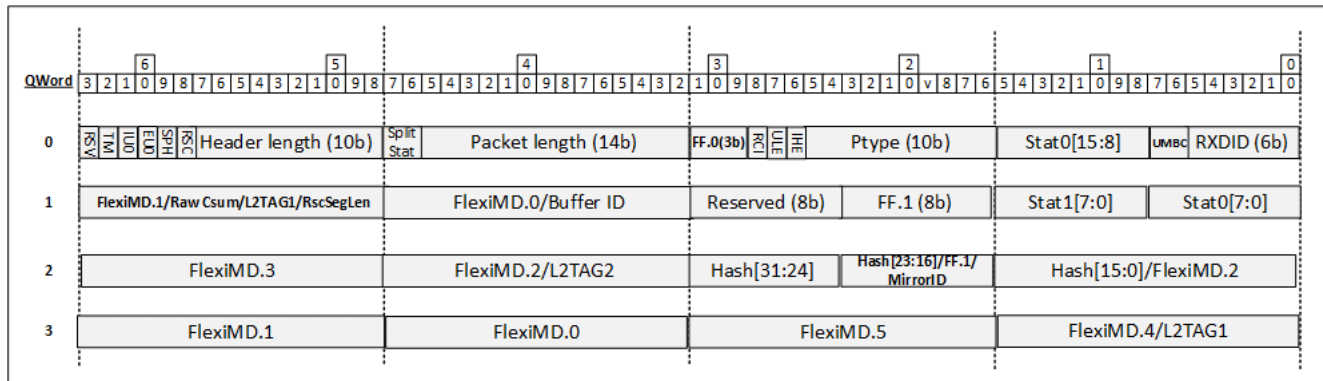 6 5 4 3 2 1 0
QWord 3 2 1 0 9 8 7 6 5 4 3 2 1 0 9 8 7 6 5 4 3 2 1 0 9 8 7 6 5 4 3 2 1 0 9 8 7 6 5 4 3 2 1 0 v 8 7 6 5 4 3 2 1 0 9 8 7 6 5 4 3 2 1 0
0 RSV TM IU0 EU0 SPH RSC Header length (10b) Split Stat Packet length (14b) FF.0(3b) RCI ULE IHE Ptype (10b) Stat0[15:8] UMBC RXDID (6b)
1 FlexiMD.1/Raw Csum/L2TAG1/RscSegLen FlexiMD.0/Buffer ID Reserved (8b) FF.1 (8b) Stat1[7:0] Stat0[7:0]
2 FlexiMD.3 FlexiMD.2/L2TAG2 Hash[31:24] Hash[23:16]/FF.1/ MirrorID Hash[15:0]/FlexiMD.2
3 FlexiMD.1 FlexiMD.0 FlexiMD.5 FlexiMD.4/L2TAG1